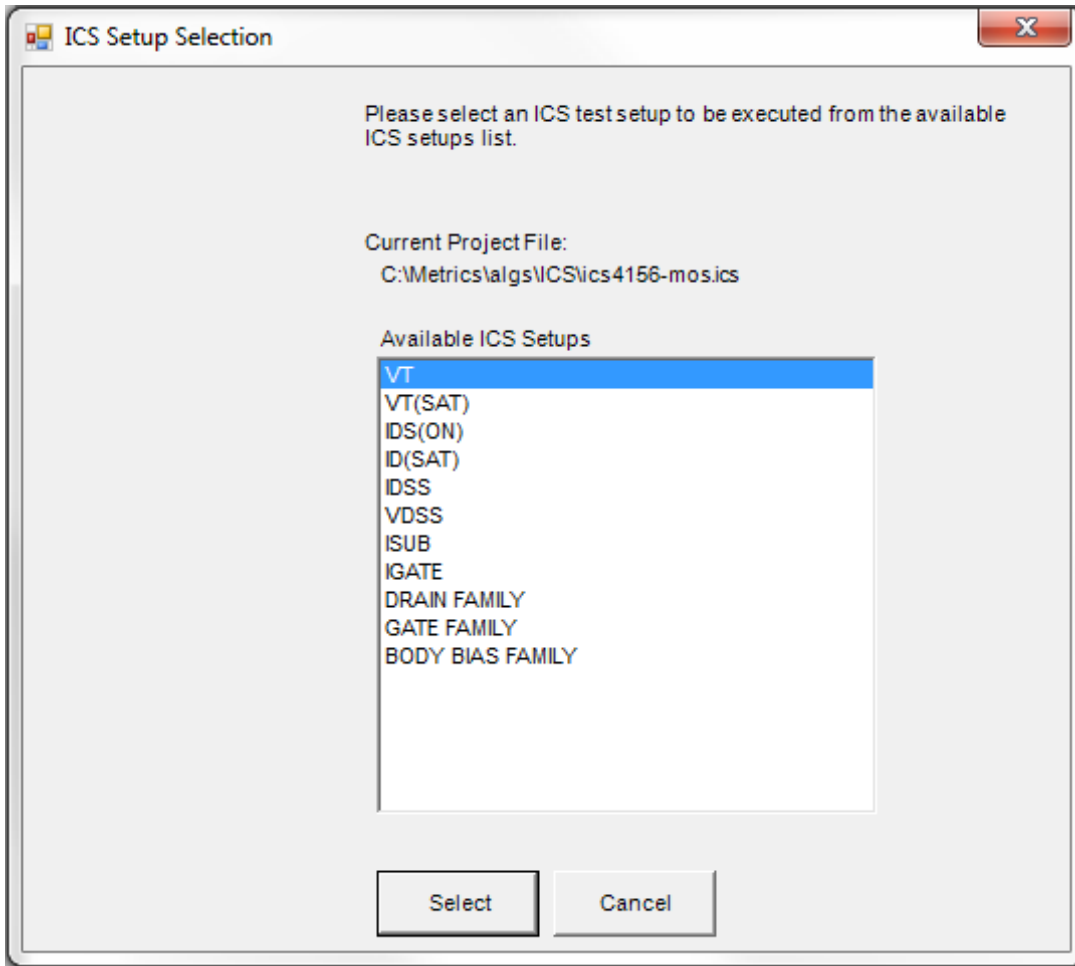 ICS Setup Selection
Please select an ICS test setup to be executed from the available
ICS setups list.
Current Project File:
C:\Metrics\algs\ICS\ics4156-mos.ics
Available ICS Setups
VT
VT(SAT)
IDS(ON)
ID(SAT)
IDSS
VDSS
ISUB
IGATE
DRAIN FAMILY
GATE FAMILY
BODY BIAS FAMILY
Select
Cancel